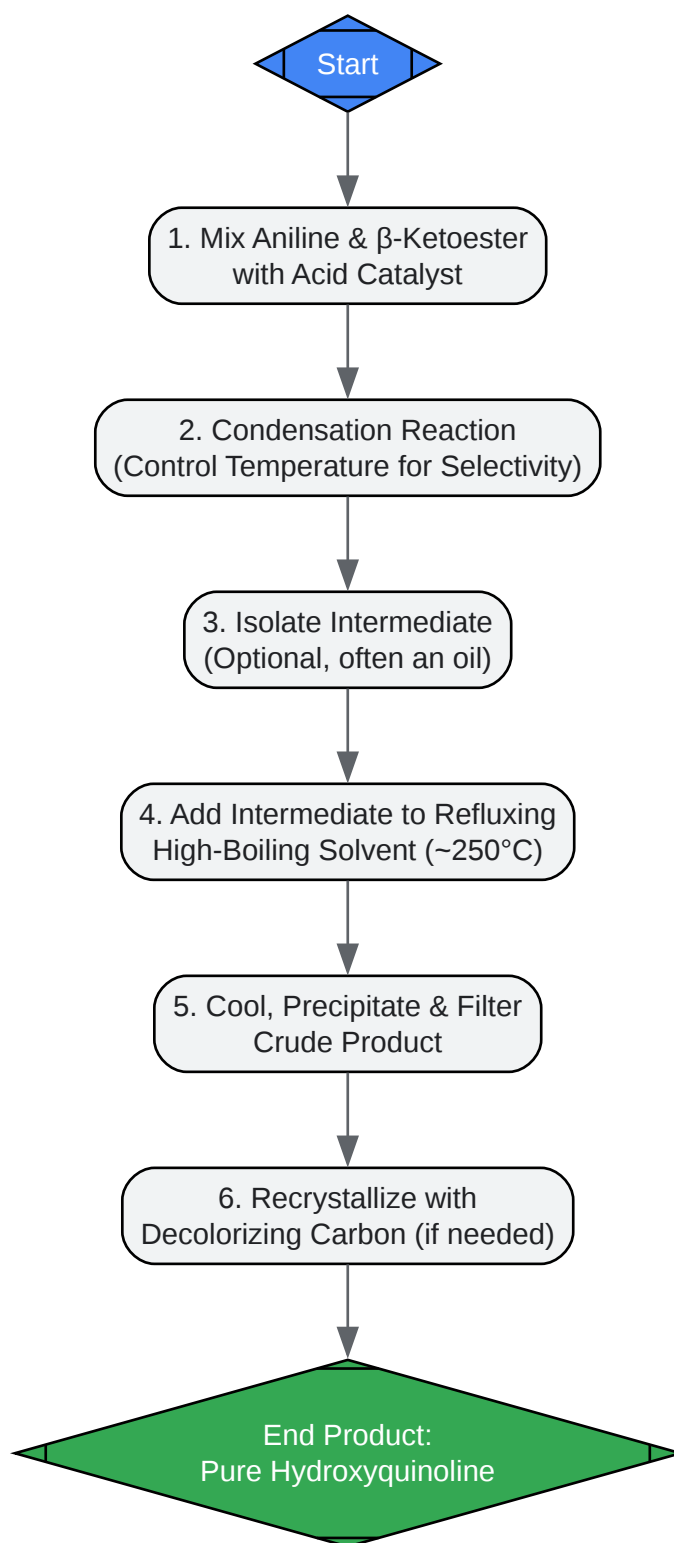 Start
1. Mix Aniline & β-Ketoester
with Acid Catalyst
2. Condensation Reaction
(Control Temperature for Selectivity)
3. Isolate Intermediate
(Optional, often an oil)
4. Add Intermediate to Refluxing
High-Boiling Solvent (~250°C)
5. Cool, Precipitate & Filter
Crude Product
6. Recrystallize with
Decolorizing Carbon (if needed)
End Product:
Pure Hydroxyquinoline